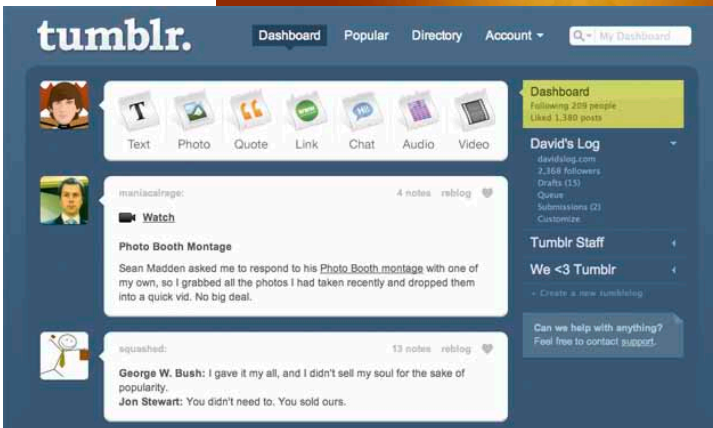 tumblr.
Dashboard Popular Directory Account My Dashboard
Text Photo Quote Link Chat Audio Video
Dashboard
Following 209 people
Liked 1,380 posts
David's Log
davidslog.com
2,368 followers
Drafts (15)
Queue
Submissions (2)
Customize
Tumblr Staff
We <3 Tumblr
+ Create a new tumblelog
Can we help with anything?
Feel free to contact support.
maniacalrage: 4 notes reblog
Watch
Photo Booth Montage
Sean Madden asked me to respond to his Photo Booth montage with one of
my own, so I grabbed all the photos I had taken recently and dropped them
into a quick vid. No big deal.
squashed: 13 notes reblog
George W. Bush: I gave it my all, and I didn't sell my soul for the sake of
popularity.
Jon Stewart: You didn't need to. You sold ours.